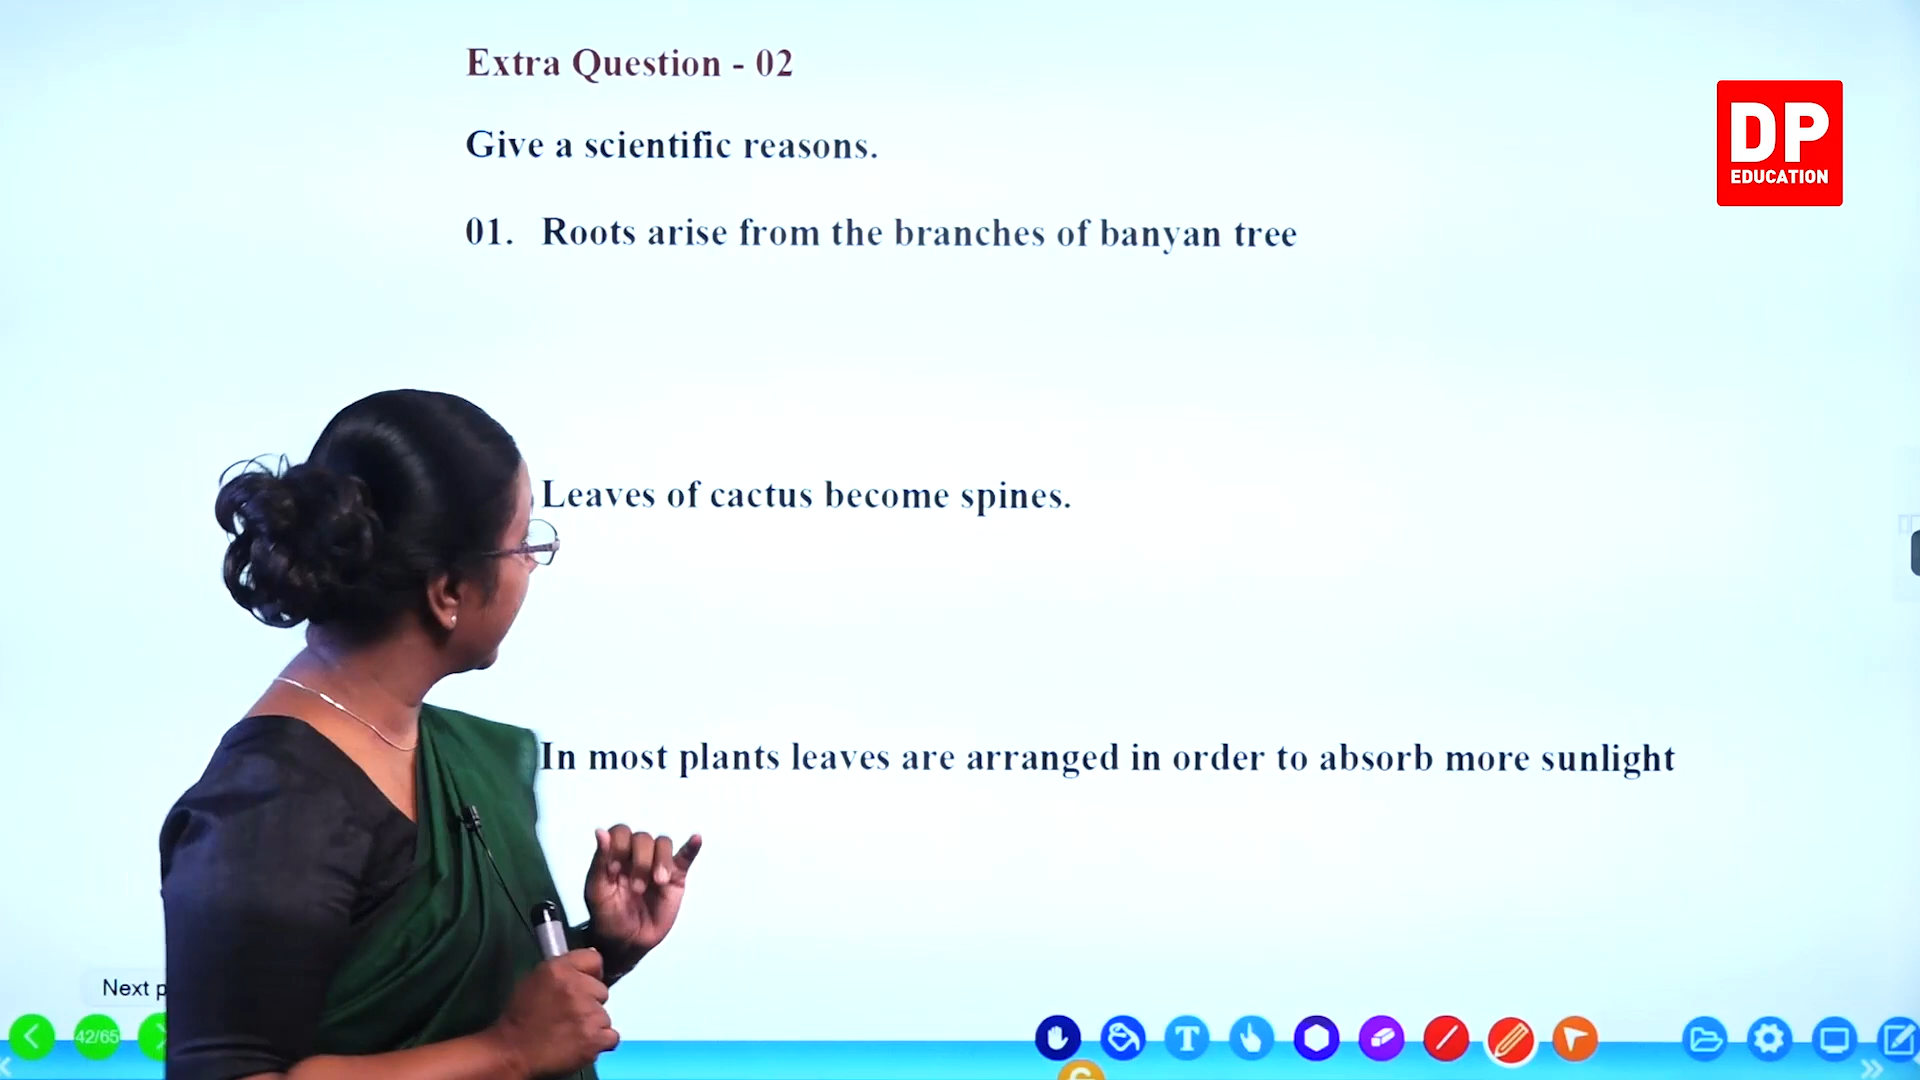 Extra Question - 02
DP
EDUCATION
Give a scientific reasons.
01. Roots arise from the branches of banyan tree
Leaves of cactus become spines.
In most plants leaves are arranged in order to absorb more sunlight
Next
42/65
T